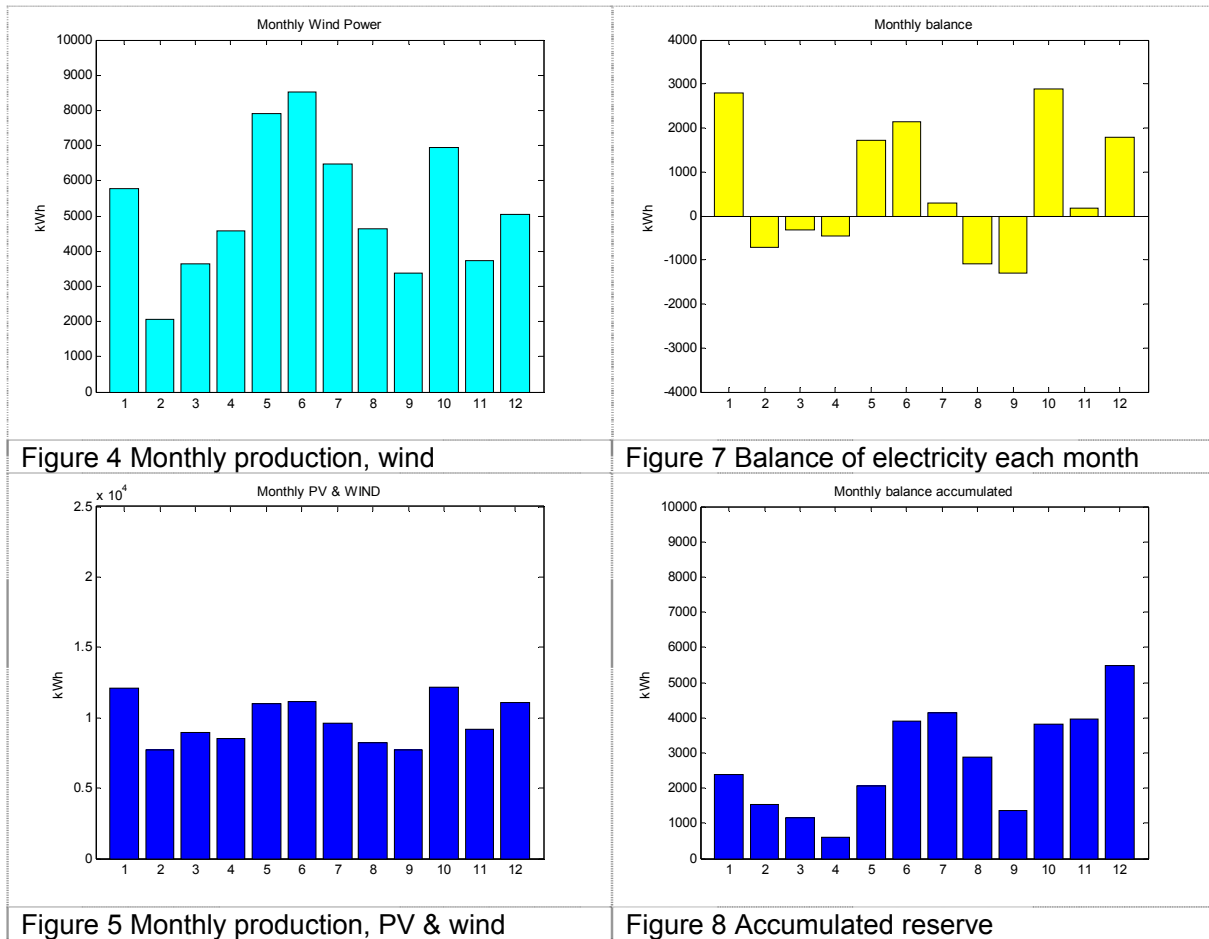 Monthly Wind Power
10000
9000
8000
7000
6000
5000
4000
3000
2000
1000
0
kWh
1 2 3 4 5 6 7 8 9 10 11 12
Figure 4 Monthly production, wind
Monthly balance
4000
3000
2000
1000
0
-1000
-2000
-3000
-4000
kWh
1 2 3 4 5 6 7 8 9 10 11 12
Figure 7 Balance of electricity each month
Monthly PV & WIND
x 10^4
2.5
2
1.5
1
0.5
0
kWh
1 2 3 4 5 6 7 8 9 10 11 12
Figure 5 Monthly production, PV & wind
Monthly balance accumulated
10000
9000
8000
7000
6000
5000
4000
3000
2000
1000
0
kWh
1 2 3 4 5 6 7 8 9 10 11 12
Figure 8 Accumulated reserve